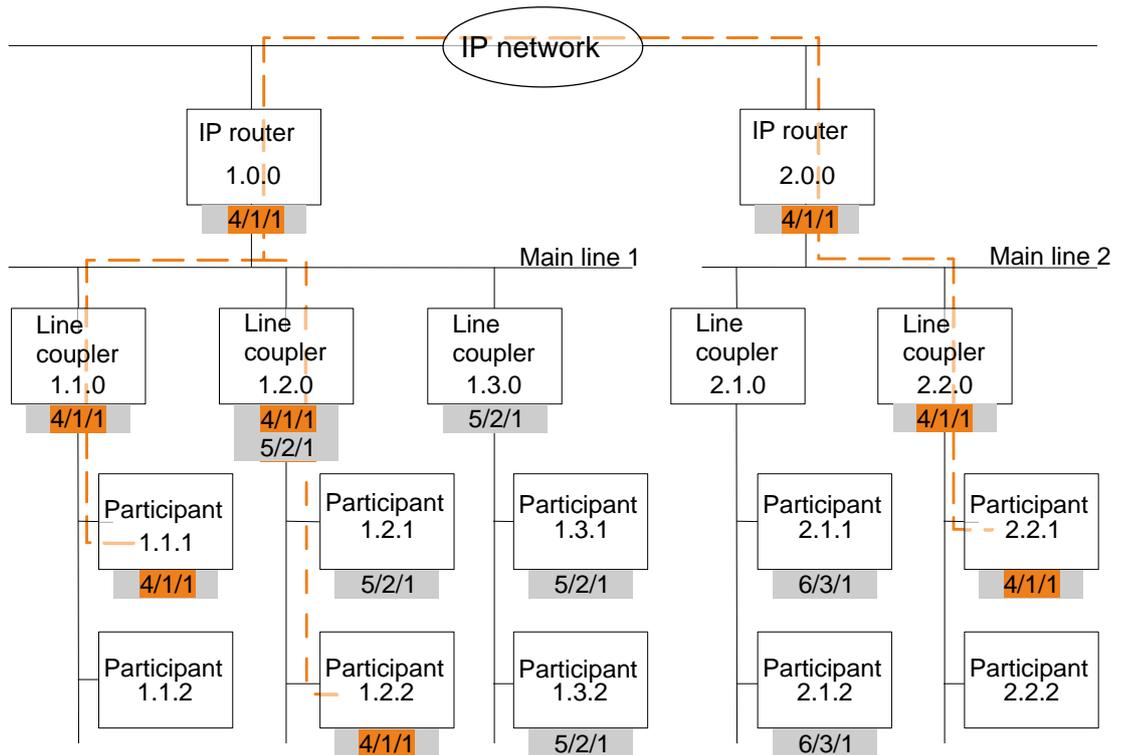 IP network
IP router
1.0.0
4/1/1
IP router
2.0.0
4/1/1
Main line 1
Main line 2
Line
coupler
1.1.0
4/1/1
Line
coupler
1.2.0
4/1/1
5/2/1
Line
coupler
1.3.0
5/2/1
Line
coupler
2.1.0
Line
coupler
2.2.0
4/1/1
Participant
1.1.1
4/1/1
Participant
1.2.1
5/2/1
Participant
1.3.1
5/2/1
Participant
2.1.1
6/3/1
Participant
2.2.1
4/1/1
Participant
1.1.2
Participant
1.2.2
4/1/1
Participant
1.3.2
5/2/1
Participant
2.1.2
6/3/1
Participant
2.2.2